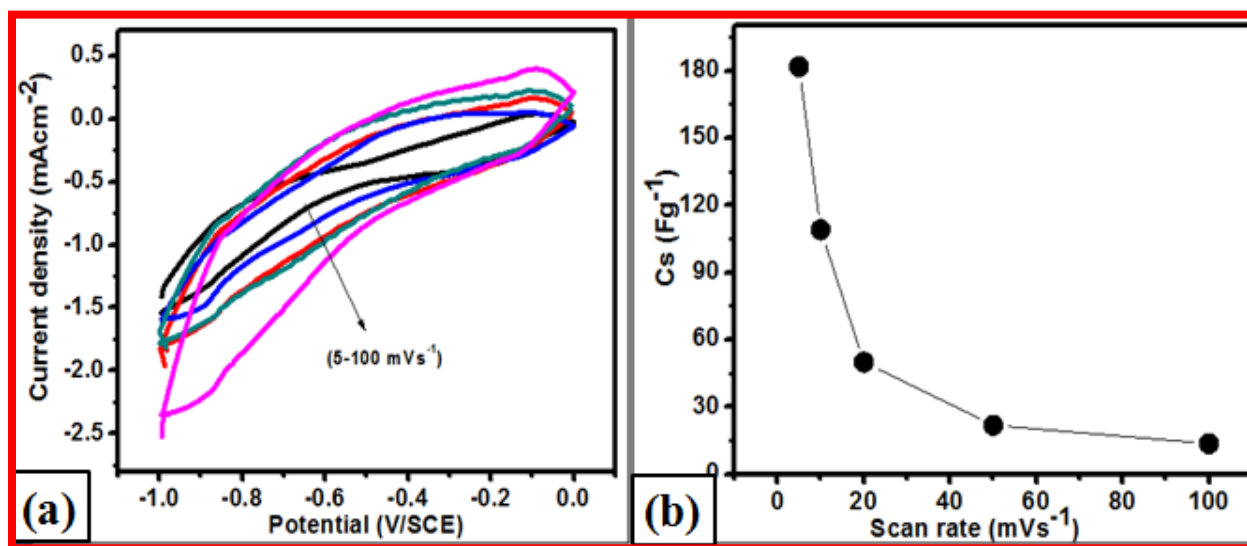 0.5
0.0
-0.5
-1.0
-1.5
-2.0
-2.5
Current density (mAcm⁻²)
(5-100 mVs⁻¹)
-1.0 -0.8 -0.6 -0.4 -0.2 0.0
Potential (V/SCE)
(a)
180
150
120
90
60
30
0
Cs (Fg⁻¹)
0 20 40 60 80 100
Scan rate (mVs⁻¹)
(b)